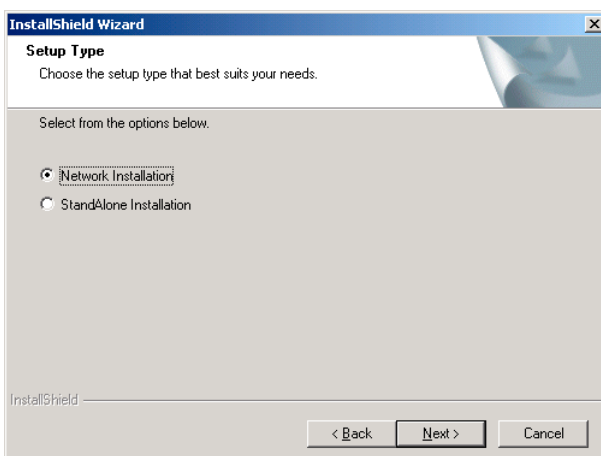 InstallShield Wizard
Setup Type
Choose the setup type that best suits your needs.
Select from the options below.
Network Installation
StandAlone Installation
InstallShield
< Back Next > Cancel